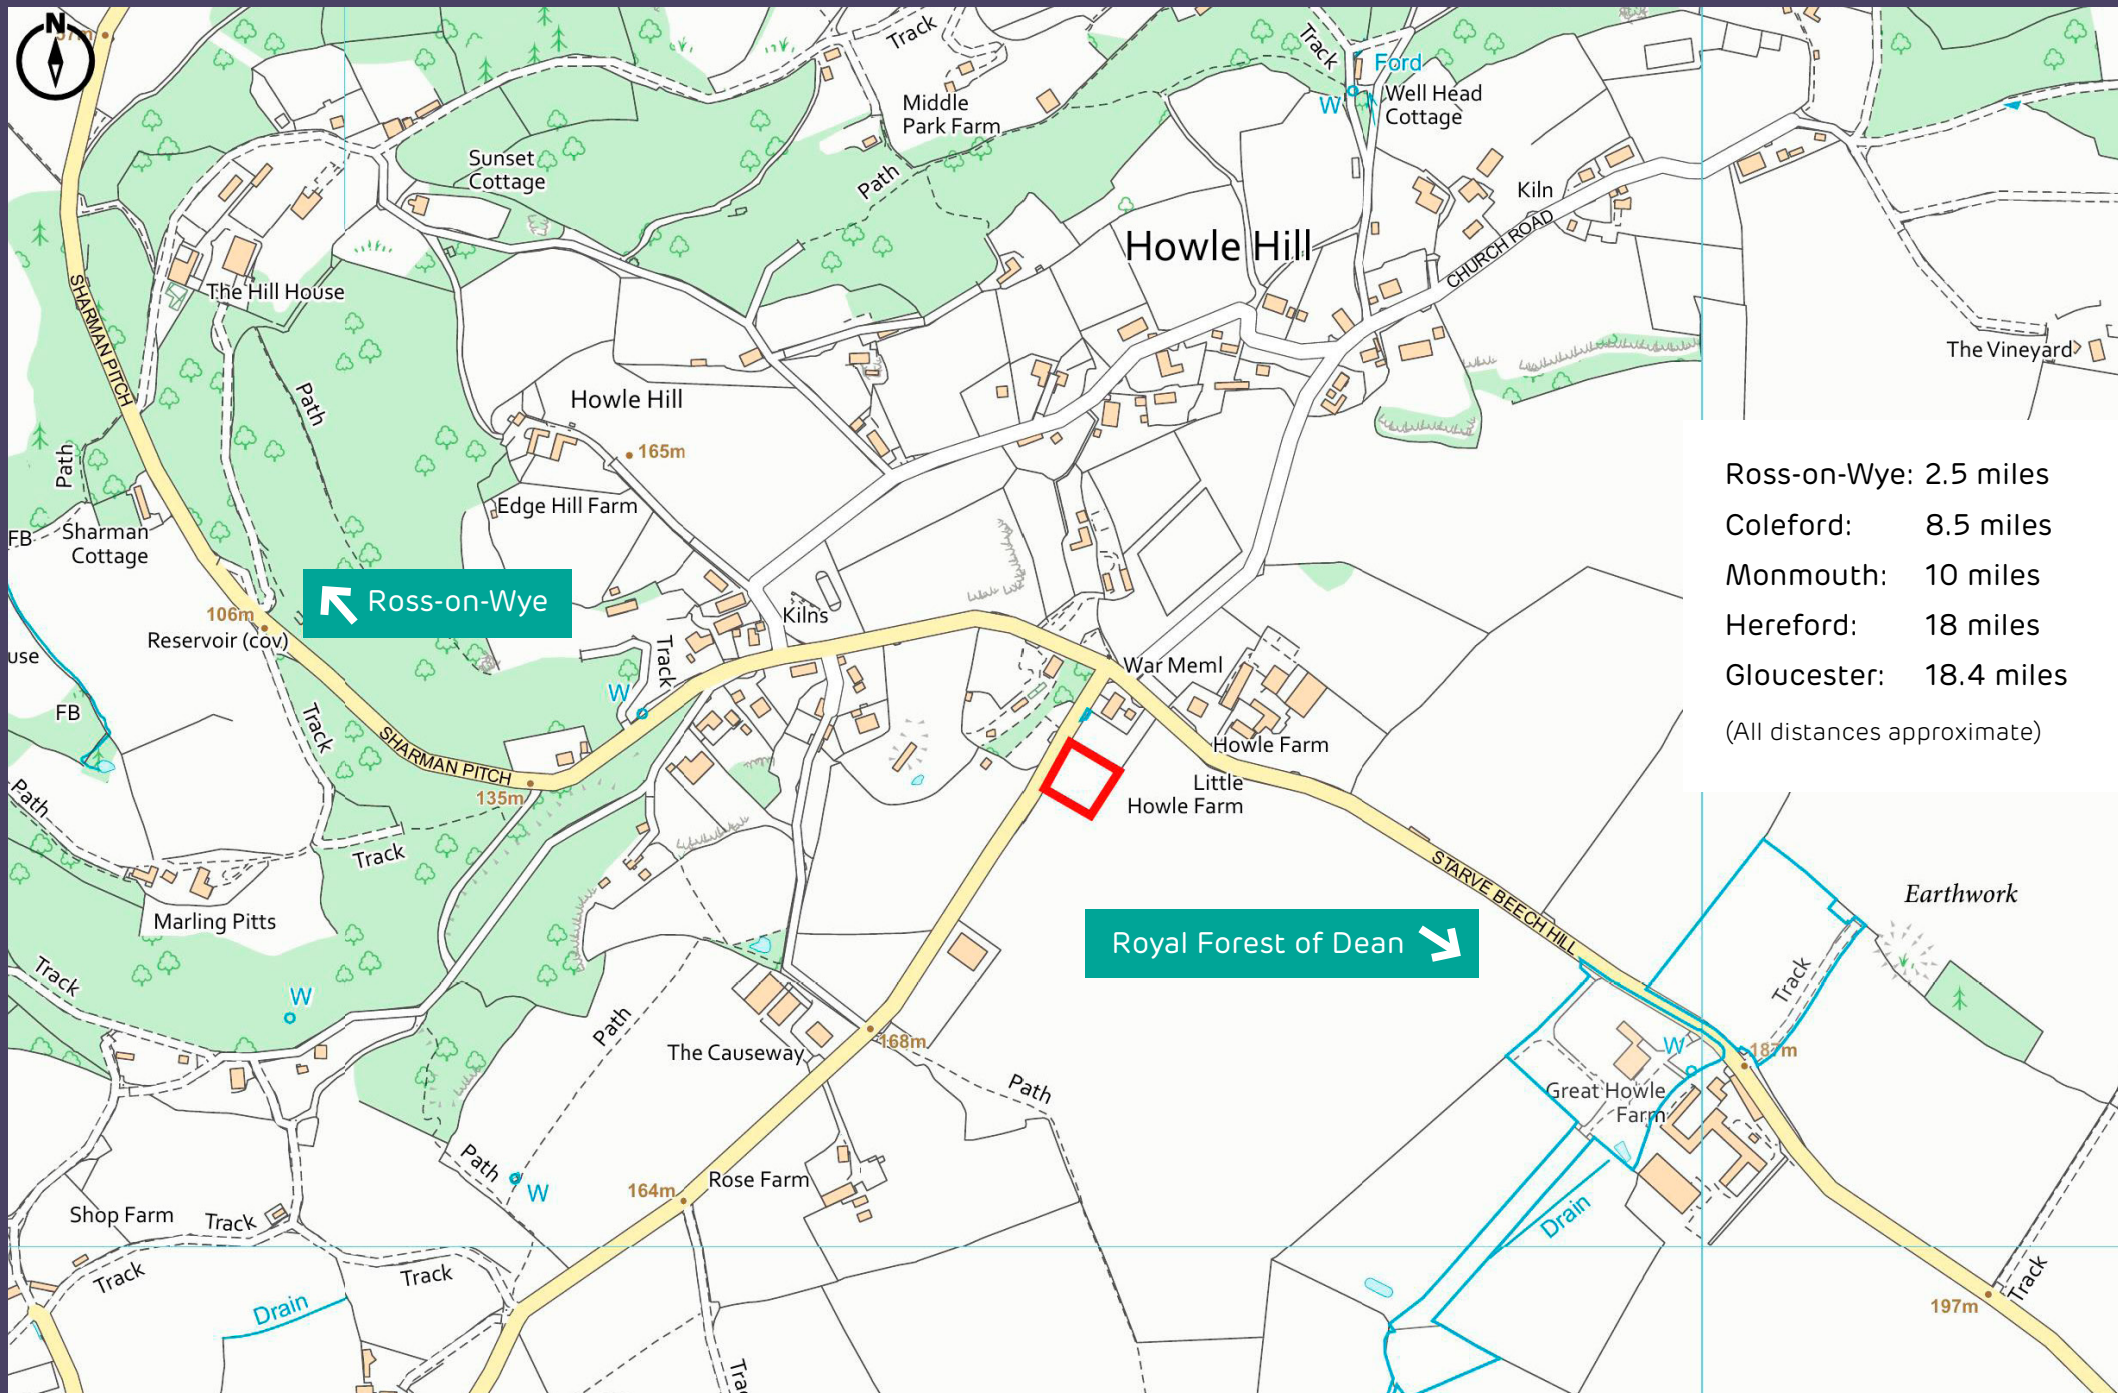 N
Track
Track
Ford
W
Well Head
Cottage
Middle
Park Farm
Sunset
Cottage
Path
Kiln
CHURCH ROAD
Howle Hill
The Hill House
SHARMAN PITCH
The Vineyard
Path
Howle Hill
165m
Path
Edge Hill Farm
FB
Sharman
Cottage
Ross-on-Wye: 2.5 miles
Coleford: 8.5 miles
Monmouth: 10 miles
Hereford: 18 miles
Gloucester: 18.4 miles
(All distances approximate)
Ross-on-Wye
106m
Reservoir (cov)
Kilns
use
Track
War Meml
W
FB
Track
SHARMAN PITCH
135m
Howle Farm
Little
Howle Farm
Path
Track
STARVE BEECH HILL
Marling Pitts
Earthwork
Royal Forest of Dean
Track
Track
W
Path
168m
The Causeway
W
187m
Path
Great Howle
Farm
Path
W
164m
Rose Farm
Shop Farm
Track
Drain
Track
Track
Track
197m
Drain